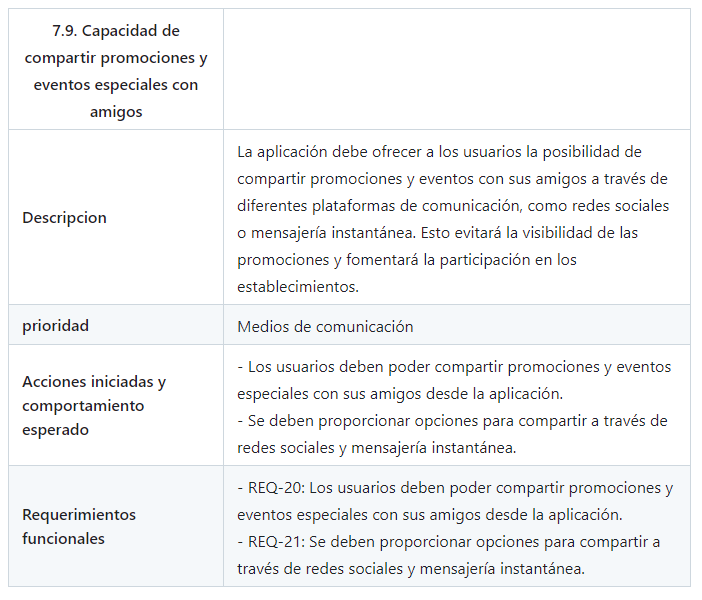 7.9. Capacidad de
compartir promociones y
eventos especiales con
amigos
Descripcion
La aplicación debe ofrecer a los usuarios la posibilidad de
compartir promociones y eventos con sus amigos a través de
diferentes plataformas de comunicación, como redes sociales
o mensajería instantánea. Esto evitará la visibilidad de las
promociones y fomentará la participación en los
establecimientos.
prioridad
Medios de comunicación
Acciones iniciadas y
comportamiento
esperado
- Los usuarios deben poder compartir promociones y eventos
especiales con sus amigos desde la aplicación.
- Se deben proporcionar opciones para compartir a través de
redes sociales y mensajería instantánea.
Requerimientos
funcionales
- REQ-20: Los usuarios deben poder compartir promociones y
eventos especiales con sus amigos desde la aplicación.
- REQ-21: Se deben proporcionar opciones para compartir a
través de redes sociales y mensajería instantánea.